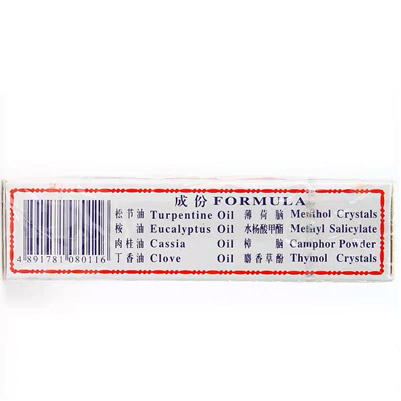 成份 FORMULA
松节油 Turpentine Oil 薄荷脑 Menthol Crystals
桉油 Eucalyptus Oil 水杨酸甲酯 Methyl Salicylate
肉桂油 Cassia Oil 樟脑 Camphor Powder
丁香油 Clove Oil 麝香草酚 Thymol Crystals
4 891781 080116